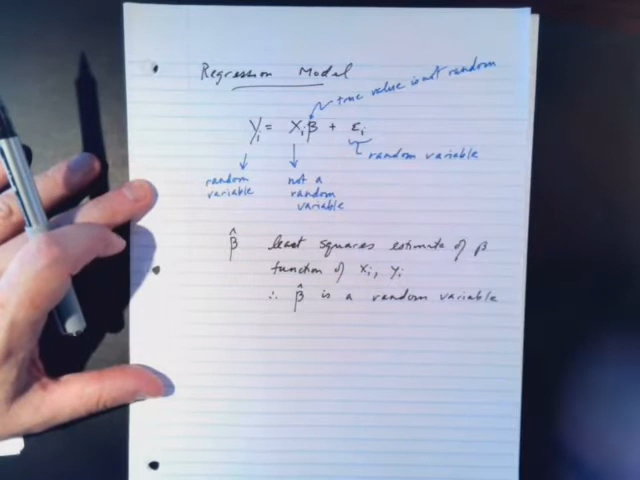 Regression Model
true value is not random
Yi = Xiβ + εi
random variable
random variable
not a random variable
β̂ least squares estimate of β
function of Xi, Yi
∴ β̂ is a random variable